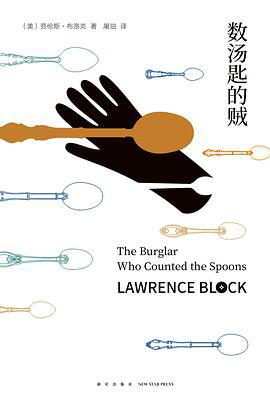 (美) 劳伦斯·布洛克 著 屠珀 译
数汤匙的贼
The Burglar
Who Counted the Spoons
LAWRENCE BLOCK
新星出版社 NEW STAR PRESS